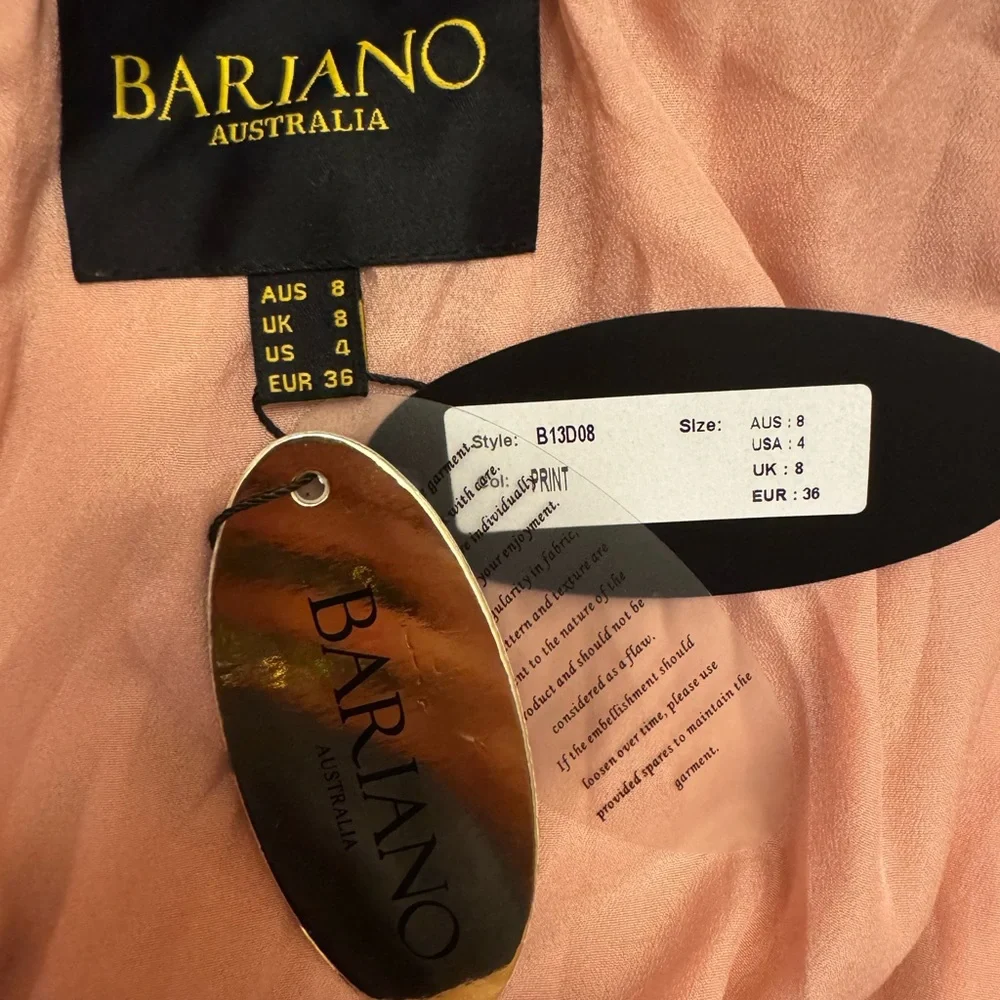 BARIANO
AUSTRALIA
AUS 8
UK 8
US 4
EUR 36
Style: B13D08
PRINT
Size: AUS : 8
USA : 4
UK : 8
EUR : 36
garment
with care.
individually
your enjoyment.
in fabric,
and texture are
to the nature of the
and should not be
considered as a flaw.
If the embellishment should
loosen over time, please use
provided spares to maintain the
garment.
BARIANO
AUSTRALIA